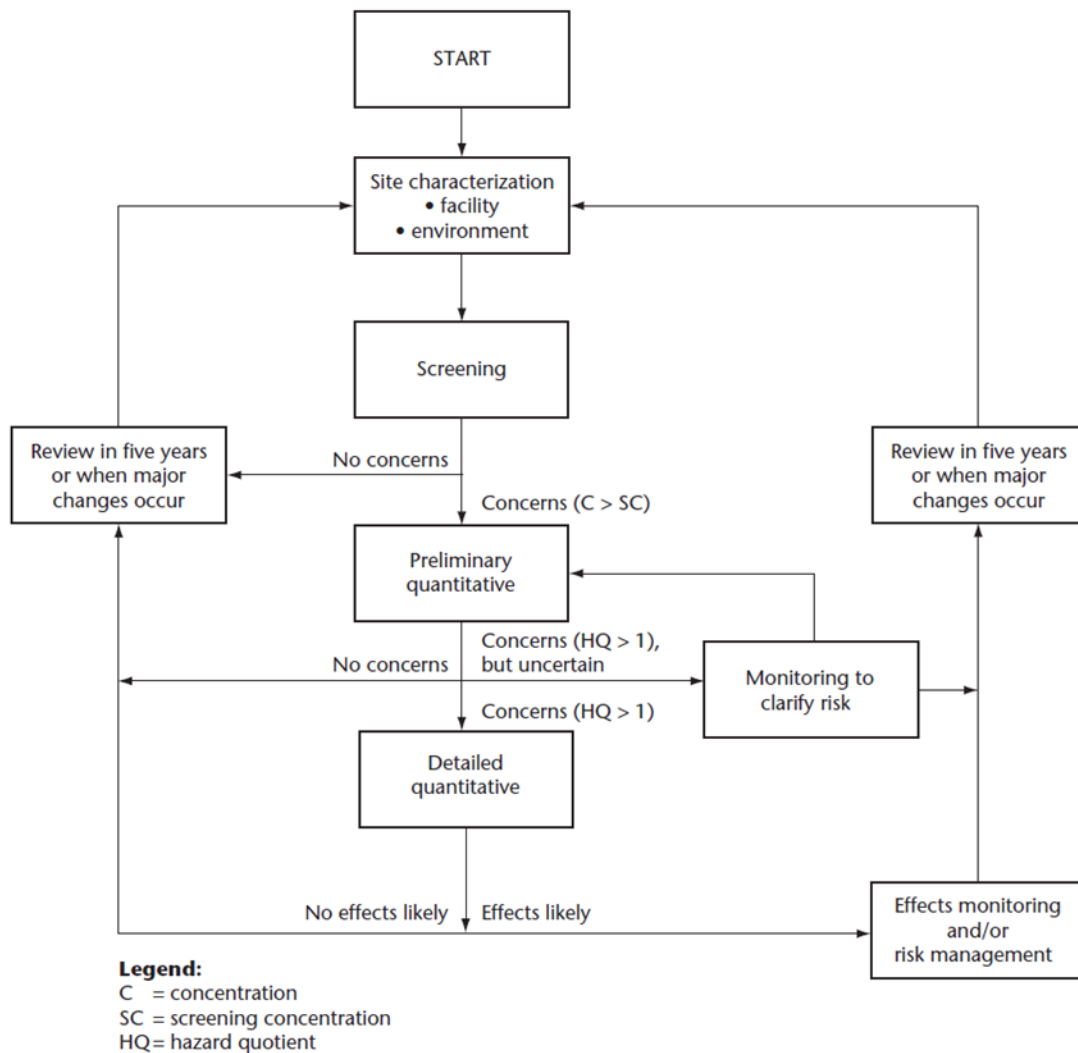 START
Site characterization
• facility
• environment
Screening
Review in five years
or when major
changes occur
No concerns
Review in five years
or when major
changes occur
Concerns (C > SC)
Preliminary
quantitative
Concerns (HQ > 1),
but uncertain
No concerns
Monitoring to
clarify risk
Concerns (HQ > 1)
Detailed
quantitative
No effects likely
Effects likely
Effects monitoring
and/or
risk management
Legend:
C = concentration
SC = screening concentration
HQ = hazard quotient